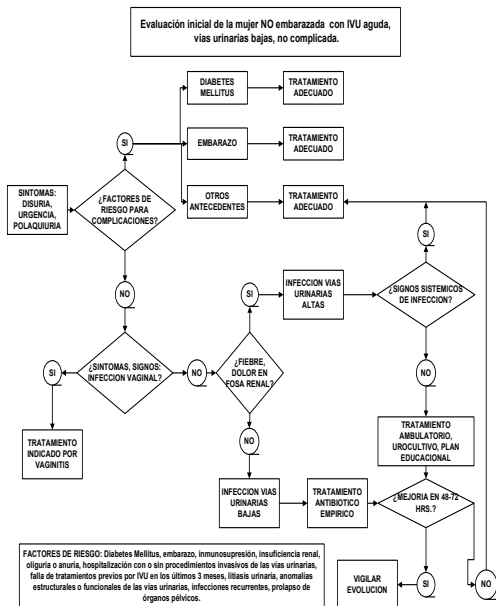 Evaluación inicial de la mujer NO embarazada con IVU aguda,
vias urinarias bajas, no complicada.
DIABETES
MELLITUS
TRATAMIENTO
ADECUADO
SI
EMBARAZO
TRATAMIENTO
ADECUADO
SINTOMAS:
DISURIA,
URGENCIA,
POLAQUIURIA
¿FACTORES DE
RIESGO PARA
COMPLICACIONES?
OTROS
ANTECEDENTES
TRATAMIENTO
ADECUADO
SI
NO
SI
INFECCION VIAS
URINARIAS
ALTAS
¿SIGNOS SISTEMICOS
DE INFECCION?
SI
¿SINTOMAS, SIGNOS:
INFECCION VAGINAL?
NO
¿FIEBRE,
DOLOR EN
FOSA RENAL?
NO
TRATAMIENTO
INDICADO POR
VAGINITIS
NO
TRATAMIENTO
AMBULATORIO,
UROCULTIVO, PLAN
EDUCACIONAL
INFECCION VIAS
URINARIAS
BAJAS
TRATAMIENTO
ANTIBIOTICO
EMPIRICO
¿MEJORIA EN 48-72
HRS.?
FACTORES DE RIESGO: Diabetes Mellitus, embarazo, inmunosupresión, insuficiencia renal,
oliguria o anuria, hospitalización con o sin procedimientos invasivos de las vías urinarias,
falla de tratamientos previos por IVU en los últimos 3 meses, litiasis urinaria, anomalías
estructurales o funcionales de las vías urinarias, infecciones recurrentes, prolapso de
órganos pélvicos.
VIGILAR
EVOLUCION
SI
NO